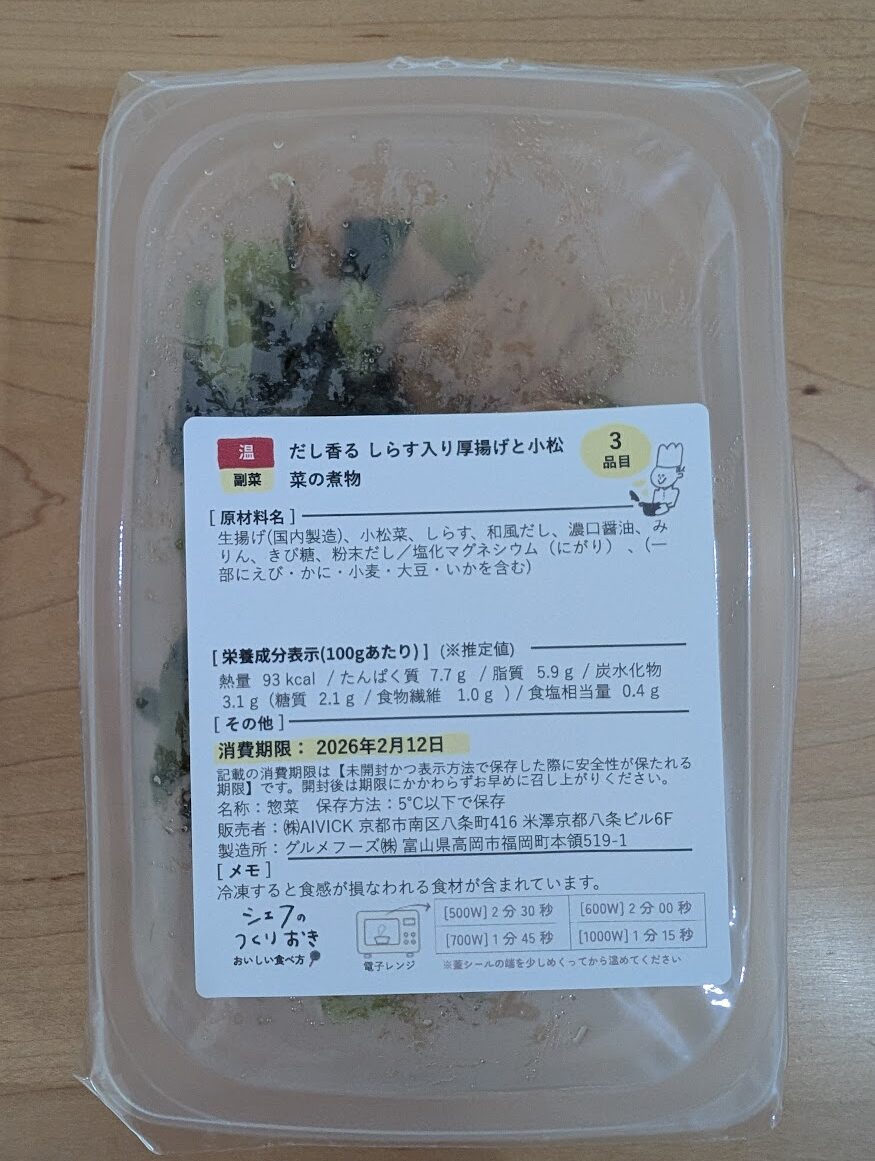 温
副菜
だし香る しらす入り厚揚げと小松
菜の煮物
3
品目
[ 原材料名 ]
生揚げ(国内製造)、小松菜、しらす、和風だし、濃口醤油、み
りん、きび糖、粉末だし／塩化マグネシウム（にがり）、(一
部にえび・かに・小麦・大豆・いかを含む)
[ 栄養成分表示(100gあたり) ] (※推定値)
熱量 93 kcal / たんぱく質 7.7 g / 脂質 5.9 g / 炭水化物
3.1 g（糖質 2.1 g / 食物繊維 1.0 g ）/ 食塩相当量 0.4 g
[ その他 ]
消費期限： 2026年2月12日
記載の消費期限は【未開封かつ表示方法で保存した際に安全性が保たれる
期限】です。開封後は期限にかかわらずお早めに召し上がりください。
名称：惣菜 保存方法：5℃以下で保存
販売者：㈱AIVICK 京都市南区八条町416 米澤京都八条ビル6F
製造所：グルメフーズ㈱ 富山県高岡市福岡町本領519-1
[ メモ ]
冷凍すると食感が損なわれる食材が含まれています。
シェフの
つくりおき
おいしい食べ方
電子レンジ
[500W] 2 分 30 秒 [600W] 2 分 00 秒
[700W] 1 分 45 秒 [1000W] 1 分 15 秒
※蓋シールの端を少しめくってから温めてください